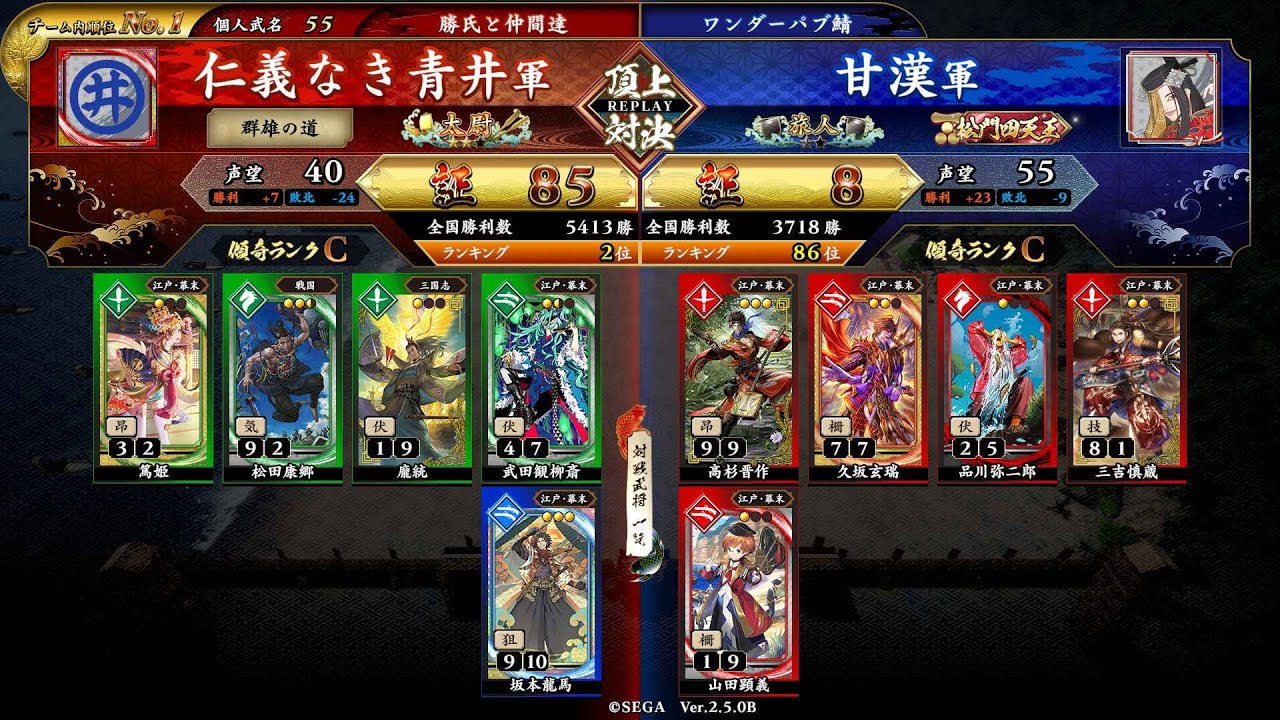 チーム内順位 No.1 個人武名 55
勝氏と仲間達
ワンダーパブ鯖
井
仁義なき青井軍
頂上
REPLAY
対決
甘漢軍
群雄の道
太尉
旅人
松門四天王
声望 40
勝利 +7 敗北 -24
証 85
証 8
声望 55
勝利 +23 敗北 -9
全国勝利数 5413勝
全国勝利数 3718勝
傾奇ランクC
ランキング 2位
ランキング 86位
傾奇ランクC
江戸・幕末
昂
3 2
篤姫
戦国
気
9 2
松田康郷
三国志
伏
1 9
龐統
江戸・幕末
伏
4 7
武田観柳斎
江戸・幕末
昂
9 9
高杉晋作
江戸・幕末
柵
7 7
久坂玄瑞
江戸・幕末
伏
2 5
品川弥二郎
江戸・幕末
技
8 1
三吉慎蔵
対戦武将一覧
江戸・幕末
狙
9 10
坂本龍馬
江戸・幕末
柵
1 9
山田顕義
©SEGA Ver.2.5.0B